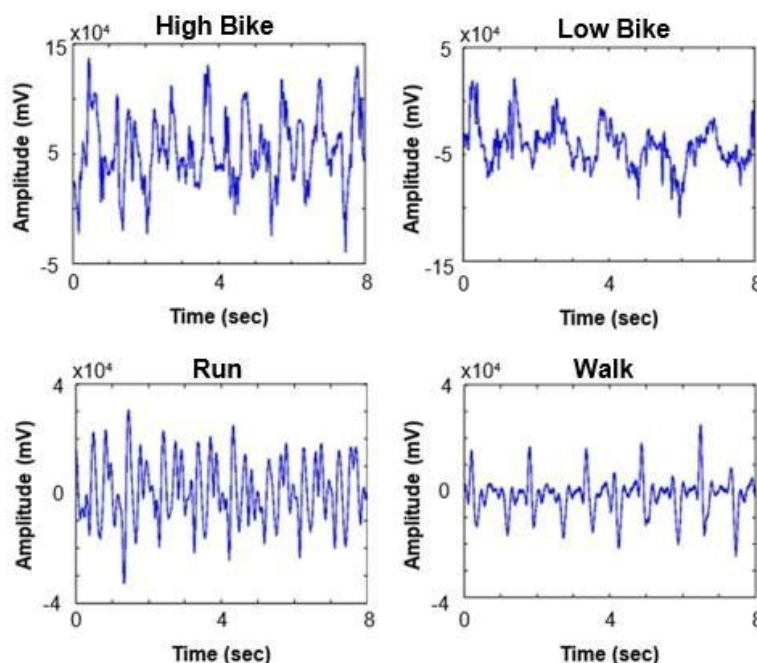 High Bike
x10⁴
15
5
-5
Amplitude (mV)
0 4 8
Time (sec)
Low Bike
x10⁴
5
-5
-15
Amplitude (mV)
0 4 8
Time (sec)
Run
x10⁴
4
0
-4
Amplitude (mV)
0 4 8
Time (sec)
Walk
x10⁴
4
0
-4
Amplitude (mV)
0 4 8
Time (sec)